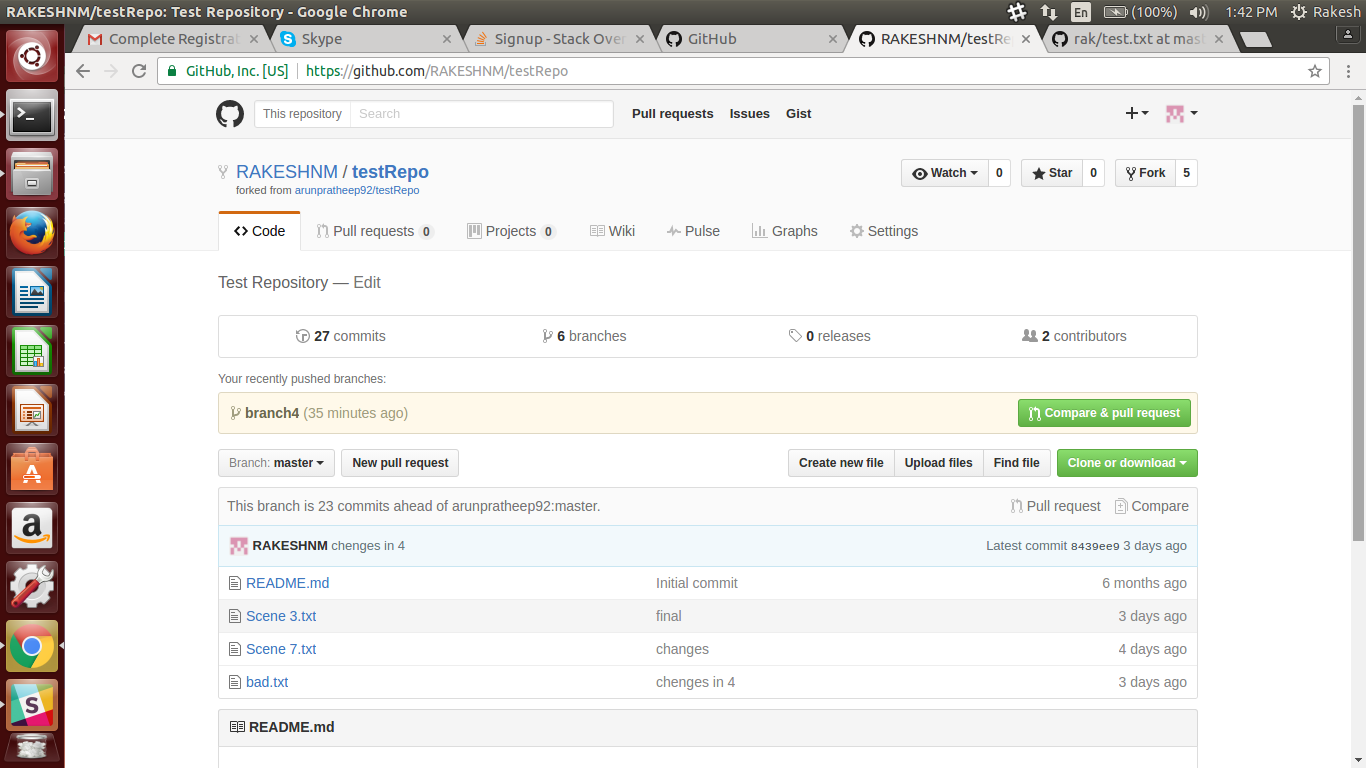 RAKESHNM/testRepo: Test Repository - Google Chrome
En (100%) 1:42 PM Rakesh
Complete Registrat Skype Signup - Stack Over GitHub RAKESHNM/testRe rak/test.txt at mast
GitHub, Inc. [US] https://github.com/RAKESHNM/testRepo
This repository Search Pull requests Issues Gist
RAKESHNM / testRepo
Watch 0 Star 0 Fork 5
forked from arunpratheep92/testRepo
Code Pull requests 0 Projects 0 Wiki Pulse Graphs Settings
Test Repository — Edit
27 commits 6 branches 0 releases 2 contributors
Your recently pushed branches:
branch4 (35 minutes ago) Compare & pull request
Branch: master New pull request Create new file Upload files Find file Clone or download
This branch is 23 commits ahead of arunpratheep92:master. Pull request Compare
RAKESHNM chenges in 4 Latest commit 8439ee9 3 days ago
README.md Initial commit 6 months ago
Scene 3.txt final 3 days ago
Scene 7.txt changes 4 days ago
bad.txt chenges in 4 3 days ago
README.md